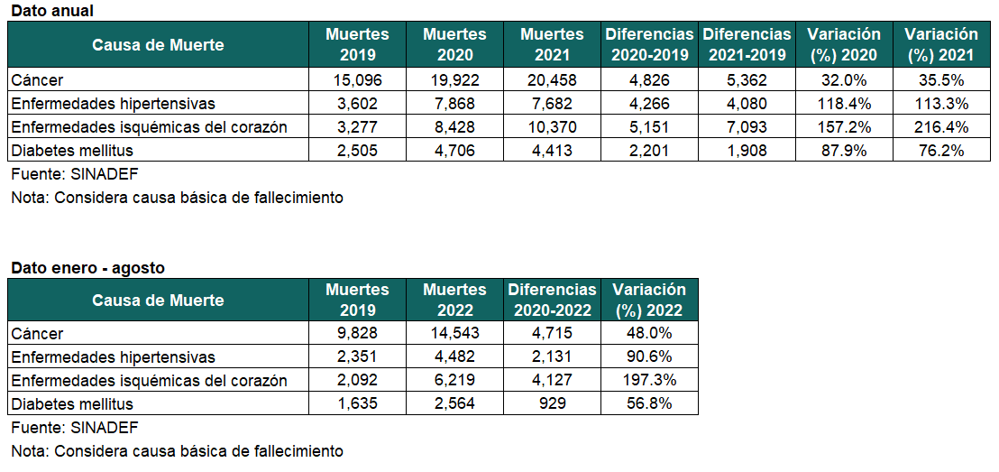 Dato anual
Causa de Muerte Muertes 2019 Muertes 2020 Muertes 2021 Diferencias 2020-2019 Diferencias 2021-2019 Variación (%) 2020 Variación (%) 2021
Cáncer 15,096 19,922 20,458 4,826 5,362 32.0% 35.5%
Enfermedades hipertensivas 3,602 7,868 7,682 4,266 4,080 118.4% 113.3%
Enfermedades isquémicas del corazón 3,277 8,428 10,370 5,151 7,093 157.2% 216.4%
Diabetes mellitus 2,505 4,706 4,413 2,201 1,908 87.9% 76.2%
Fuente: SINADEF
Nota: Considera causa básica de fallecimiento
Dato enero - agosto
Causa de Muerte Muertes 2019 Muertes 2022 Diferencias 2020-2022 Variación (%) 2022
Cáncer 9,828 14,543 4,715 48.0%
Enfermedades hipertensivas 2,351 4,482 2,131 90.6%
Enfermedades isquémicas del corazón 2,092 6,219 4,127 197.3%
Diabetes mellitus 1,635 2,564 929 56.8%
Fuente: SINADEF
Nota: Considera causa básica de fallecimiento